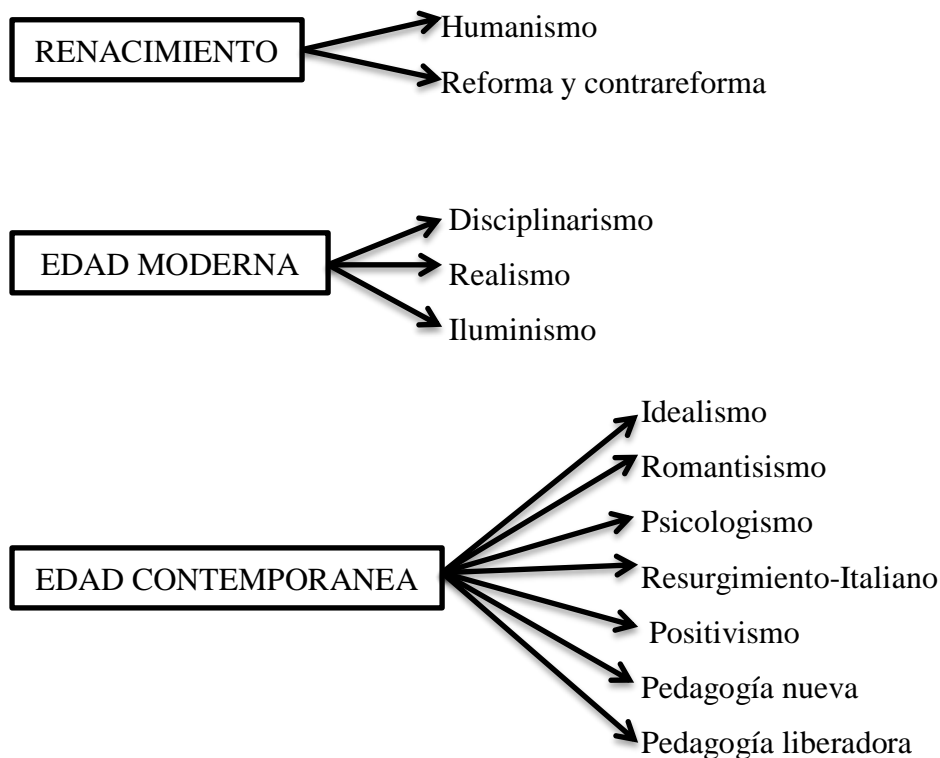 RENACIMIENTO
Humanismo
Reforma y contrareforma
EDAD MODERNA
Disciplinarismo
Realismo
Iluminismo
EDAD CONTEMPORANEA
Idealismo
Romantisismo
Psicologismo
Resurgimiento-Italiano
Positivismo
Pedagogía nueva
Pedagogía liberadora